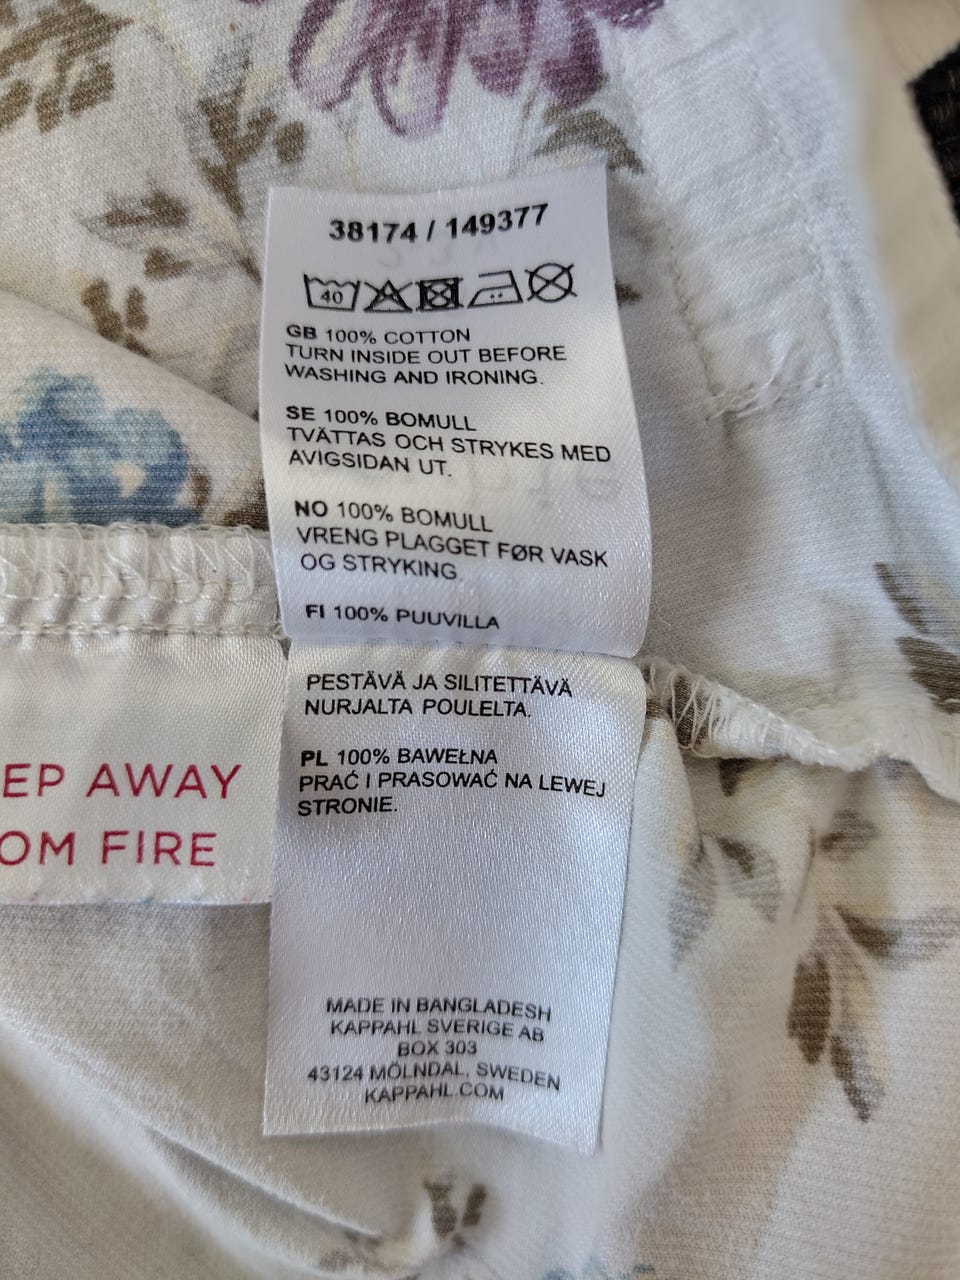 38174 / 149377
40
GB 100% COTTON
TURN INSIDE OUT BEFORE
WASHING AND IRONING.
SE 100% BOMULL
TVÄTTAS OCH STRYKES MED
AVIGSIDAN UT.
NO 100% BOMULL
VRENG PLAGGET FØR VASK
OG STRYKING.
FI 100% PUUVILLA
PESTÄVÄ JA SILITETTÄVÄ
NURJALTA POULELTA.
PL 100% BAWEŁNA
PRAĆ I PRASOWAĆ NA LEWEJ
STRONIE.
EP AWAY
OM FIRE
MADE IN BANGLADESH
KAPPAHL SVERIGE AB
BOX 303
43124 MÖLNDAL, SWEDEN
KAPPAHL.COM